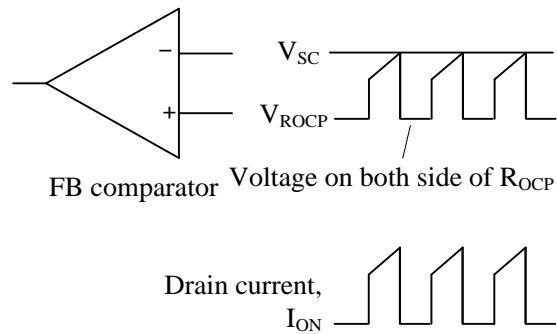 −
V_SC
+
V_ROCP
FB comparator
Voltage on both side of R_OCP
Drain current,
I_ON